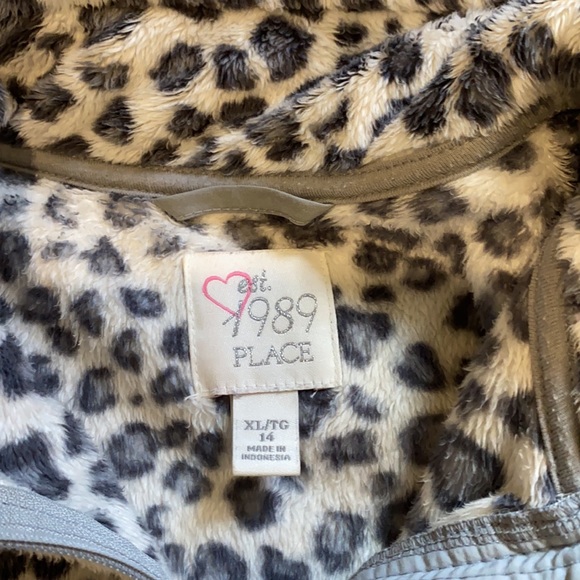 est.
1989
PLACE
XL/TG
14
MADE IN
INDONESIA